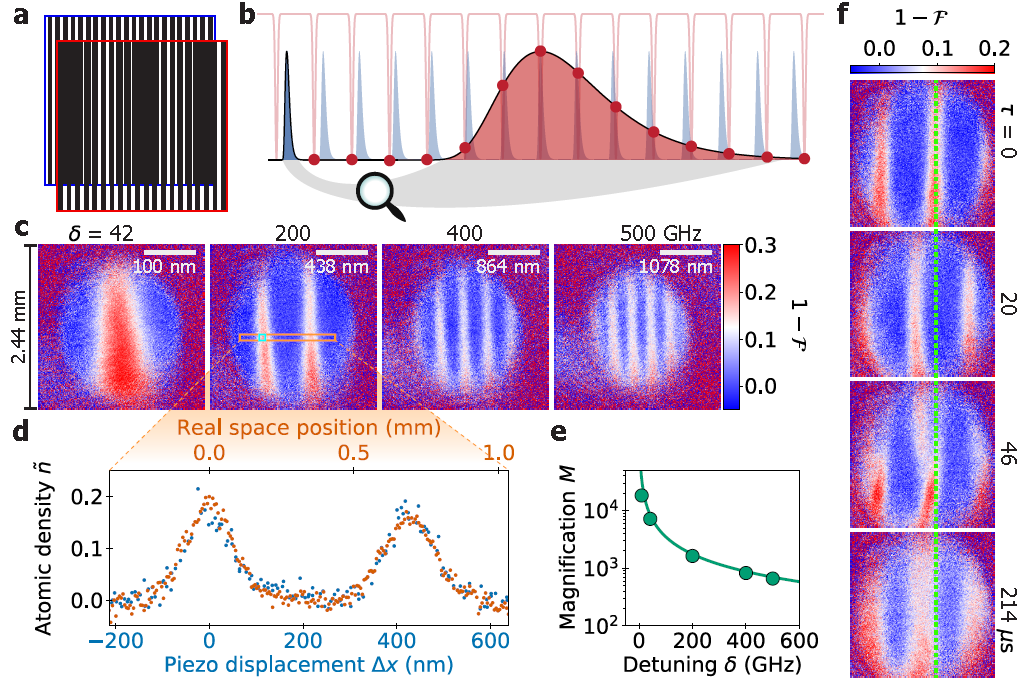 a
b
f
1 − 𝓕
0.0 0.1 0.2
τ = 0
20
46
214 μs
c
δ = 42 200 400 500 GHz
100 nm 438 nm 864 nm 1078 nm
2.44 mm
0.3
0.2
0.1
0.0
1 − 𝓕
d
Real space position (mm)
0.0 0.5 1.0
Atomic density ñ
0.2
0.1
0.0
−200 0 200 400 600
Piezo displacement Δx (nm)
e
Magnification M
10⁴
10³
10²
0 200 400 600
Detuning δ (GHz)